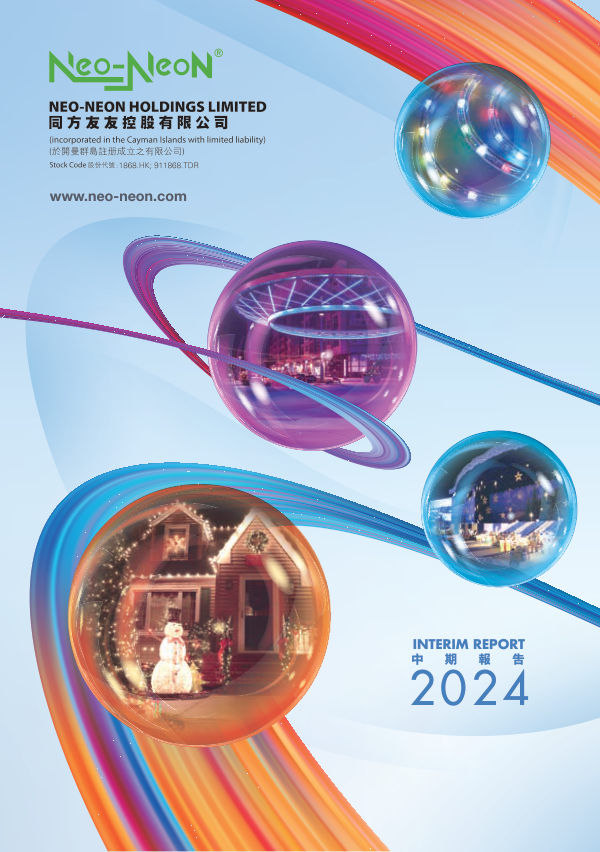 Neo-Neon®
NEO-NEON HOLDINGS LIMITED
同方友友控股有限公司
(incorporated in the Cayman Islands with limited liability)
(於開曼群島註册成立之有限公司)
Stock Code 股份代號 :1868.HK; 911868.TDR
www.neo-neon.com
INTERIM REPORT
中期報告
2024